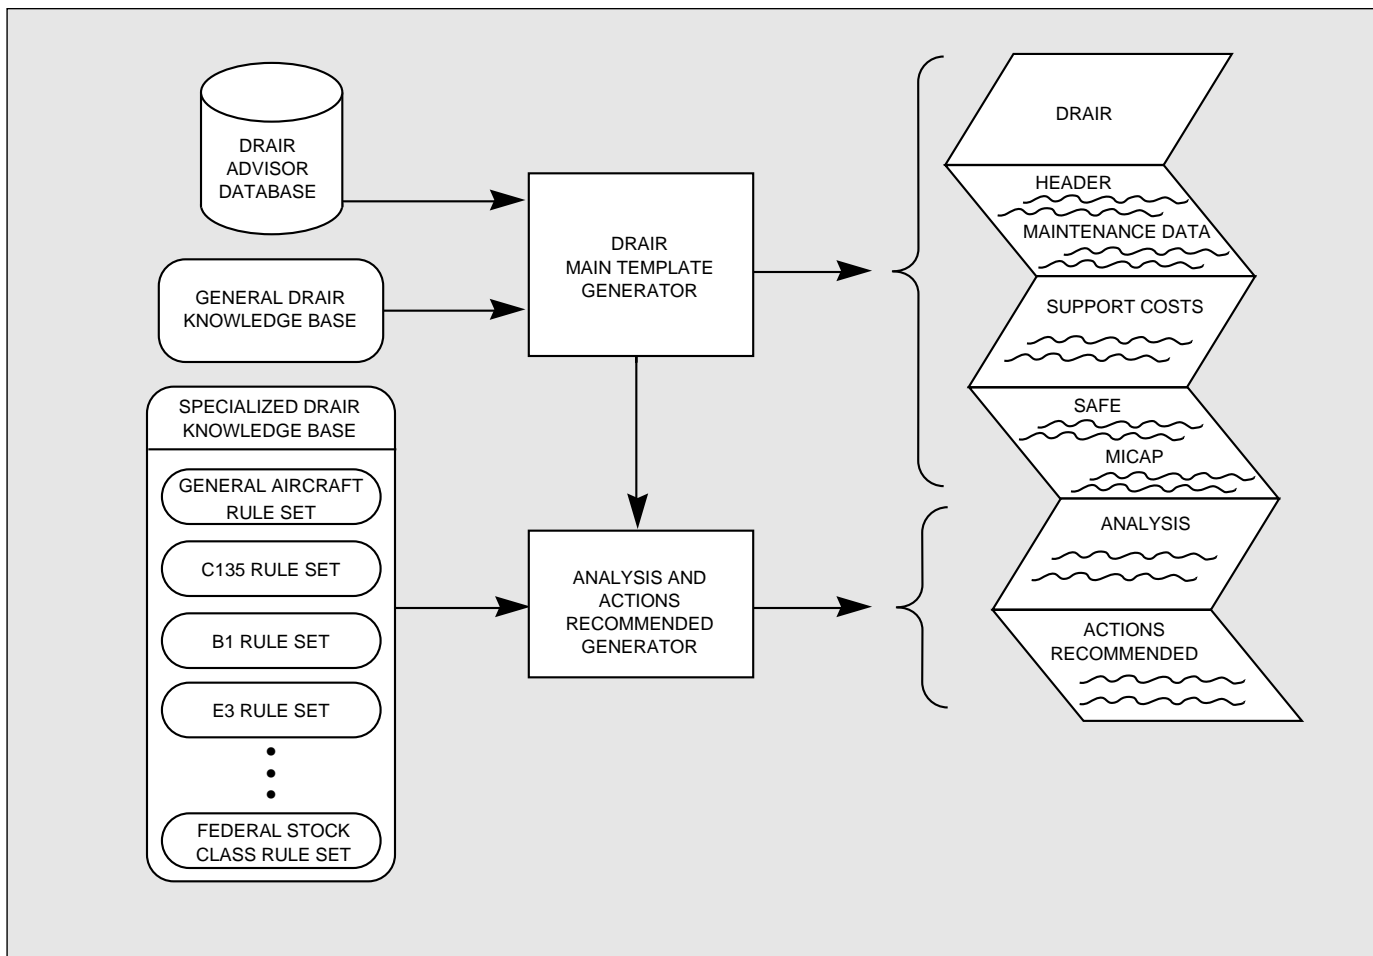 DRAIR
ADVISOR
DATABASE
GENERAL DRAIR
KNOWLEDGE BASE
SPECIALIZED DRAIR
KNOWLEDGE BASE
GENERAL AIRCRAFT
RULE SET
C135 RULE SET
B1 RULE SET
E3 RULE SET
FEDERAL STOCK
CLASS RULE SET
DRAIR
MAIN TEMPLATE
GENERATOR
ANALYSIS AND
ACTIONS
RECOMMENDED
GENERATOR
DRAIR
HEADER
MAINTENANCE DATA
SUPPORT COSTS
SAFE
MICAP
ANALYSIS
ACTIONS
RECOMMENDED